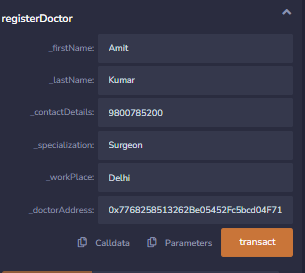 registerDoctor
_firstName: Amit
_lastName: Kumar
_contactDetails: 9800785200
_specialization: Surgeon
_workPlace: Delhi
_doctorAddress: 0x7768258513262Be05452Fc5bcd04F71
Calldata Parameters transact